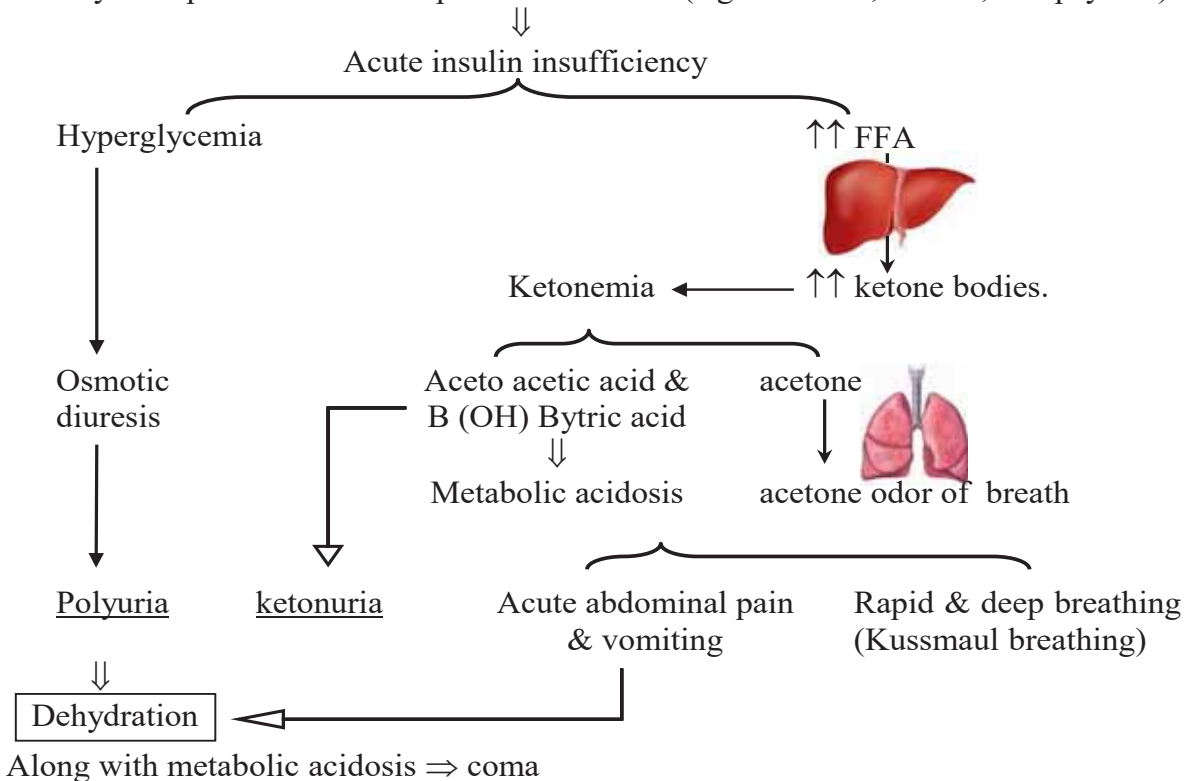 ⇓
Acute insulin insufficiency
Hyperglycemia ↑↑ FFA
Ketonemia ↑↑ ketone bodies.
Osmotic
diuresis
Aceto acetic acid &
B (OH) Bytric acid
acetone
⇓
Metabolic acidosis acetone odor of breath
Polyuria ketonuria
Acute abdominal pain
& vomiting
Rapid & deep breathing
(Kussmaul breathing)
⇓
Dehydration
Along with metabolic acidosis ⇒ coma